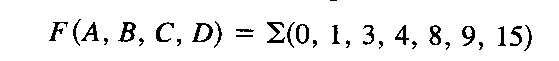 F(A, B, C, D) = Σ(0, 1, 3, 4, 8, 9, 15)